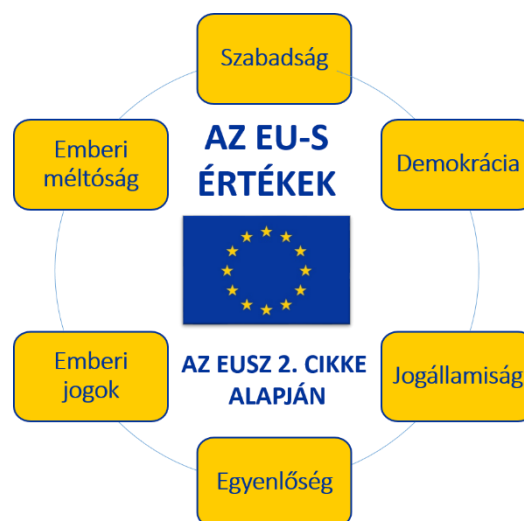 Szabadság
AZ EU-S
ÉRTÉKEK
Emberi
méltóság
Demokrácia
Emberi
jogok
AZ EUSZ 2. CIKKE
ALAPJÁN
Jogállamiság
Egyenlőség